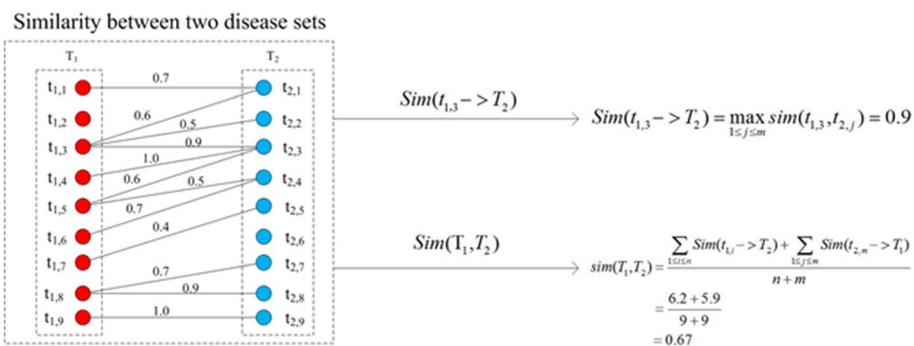 Similarity between two disease sets
T₁ T₂
t₁,₁ 0.7 t₂,₁
t₁,₂ 0.6 0.5 t₂,₂
t₁,₃ 0.9 t₂,₃
t₁,₄ 1.0 0.6 0.5 t₂,₄
t₁,₅ 0.7 t₂,₅
t₁,₆ 0.4 t₂,₆
t₁,₇ 0.7 t₂,₇
t₁,₈ 0.9 t₂,₈
t₁,₉ 1.0 t₂,₉
Sim(t₁,₃−>T₂)
Sim(t₁,₃−>T₂) = max sim(t₁,₃,t₂,ⱼ) = 0.9
1≤j≤m
Sim(T₁,T₂)
sim(T₁,T₂) = ∑ Sim(t₁,ᵢ−>T₂) + ∑ Sim(t₂,ₘ−>T₁)
1≤i≤n 1≤j≤m
n+m
= 6.2+5.9
9+9
= 0.67